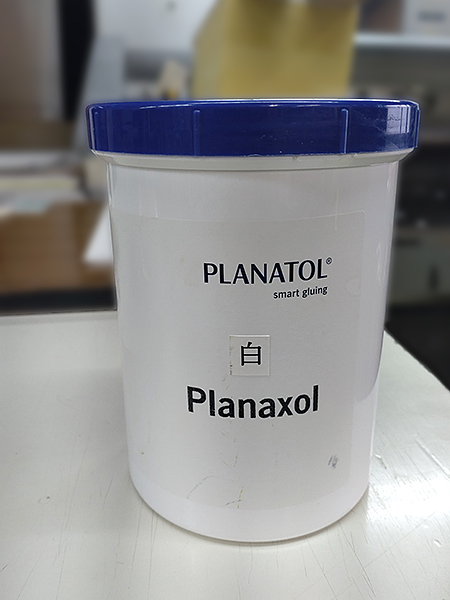 PLANATOL®
smart gluing
白
Planaxol